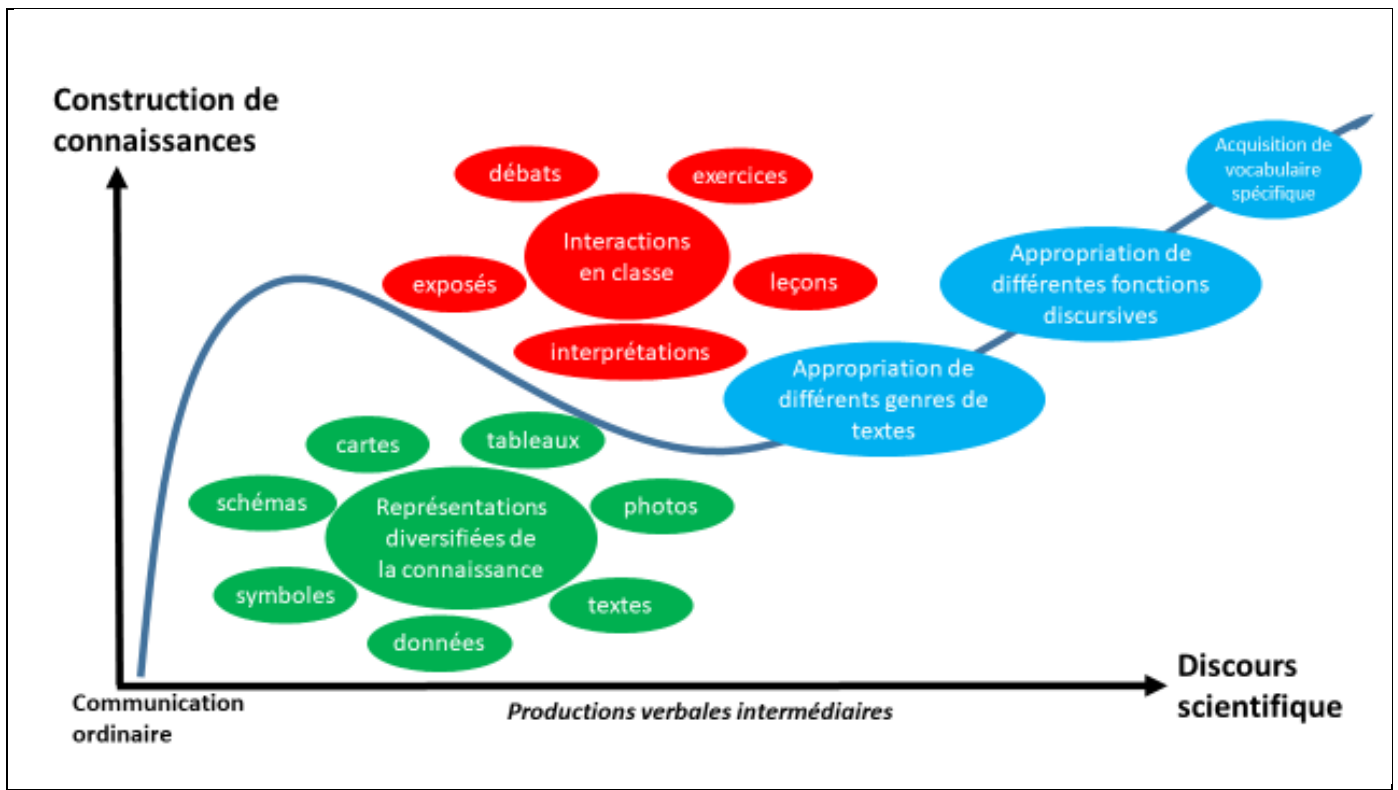 Construction de
connaissances
débats
exercices
Interactions
en classe
exposés
leçons
interprétations
Acquisition de
vocabulaire
spécifique
Appropriation de
différentes fonctions
discursives
Appropriation de
différents genres de
textes
cartes
tableaux
schémas
Représentations
diversifiées de
la connaissance
photos
symboles
textes
données
Communication
ordinaire
Productions verbales intermédiaires
Discours
scientifique